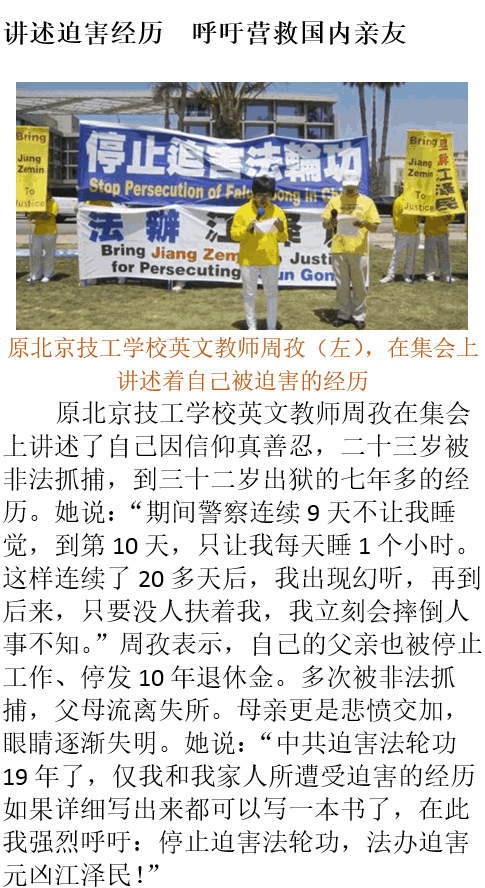 讲述迫害经历 呼吁营救国内亲友
Bring
Jiang
Zemin
To
Justice
停止迫害法輪功
Stop Persecution of Falun Gong in Ch
法辦 江
Bring Jiang Zem to Justi
for Persecuting un Gon
Bring
Jiang
Zemin
To
Justice
原北京技工学校英文教师周孜（左），在集会上
讲述着自己被迫害的经历
原北京技工学校英文教师周孜在集会
上讲述了自己因信仰真善忍，二十三岁被
非法抓捕，到三十二岁出狱的七年多的经
历。她说：“期间警察连续 9 天不让我睡
觉，到第 10 天，只让我每天睡 1 个小时。
这样连续了 20 多天后，我出现幻听，再到
后来，只要没人扶着我，我立刻会摔倒人
事不知。”周孜表示，自己的父亲也被停止
工作、停发 10 年退休金。多次被非法抓
捕，父母流离失所。母亲更是悲愤交加，
眼睛逐渐失明。她说：“中共迫害法轮功
19 年了，仅我和我家人所遭受迫害的经历
如果详细写出来都可以写一本书了，在此
我强烈呼吁：停止迫害法轮功，法办迫害
元凶江泽民！”